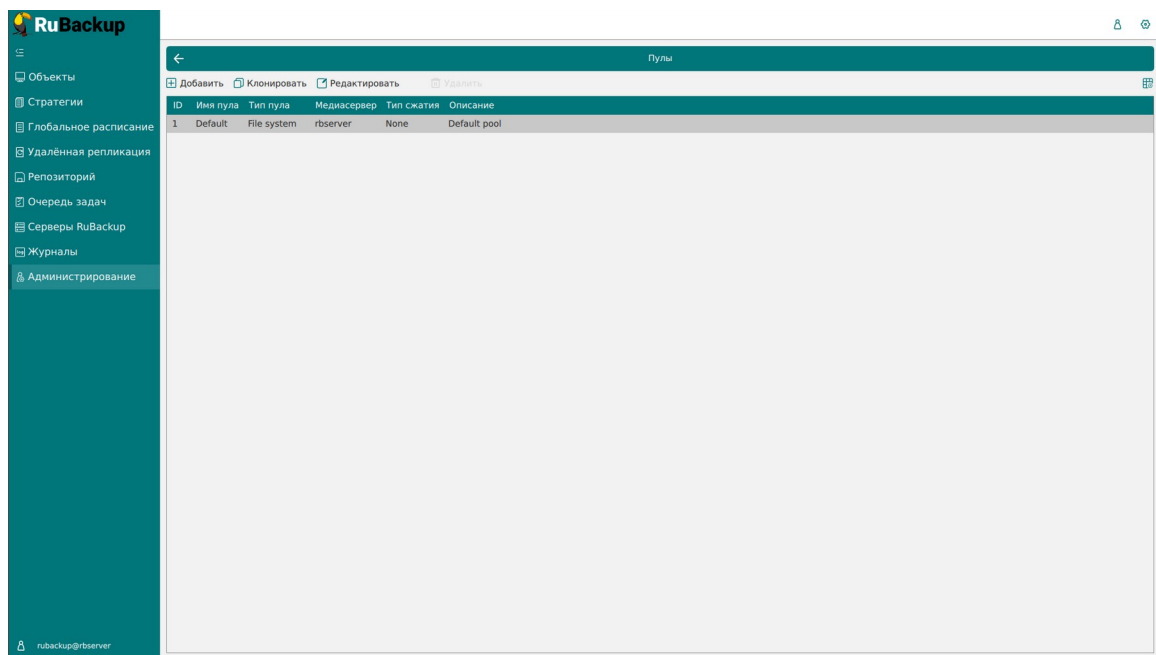 RuBackup
Объекты
Стратегии
Глобальное расписание
Удалённая репликация
Репозиторий
Очередь задач
Серверы RuBackup
Журналы
Администрирование
rubackup@rbserver
Пулы
Добавить Клонировать Редактировать Удалить
ID Имя пула Тип пула Медиасервер Тип сжатия Описание
1 Default File system rbserver None Default pool